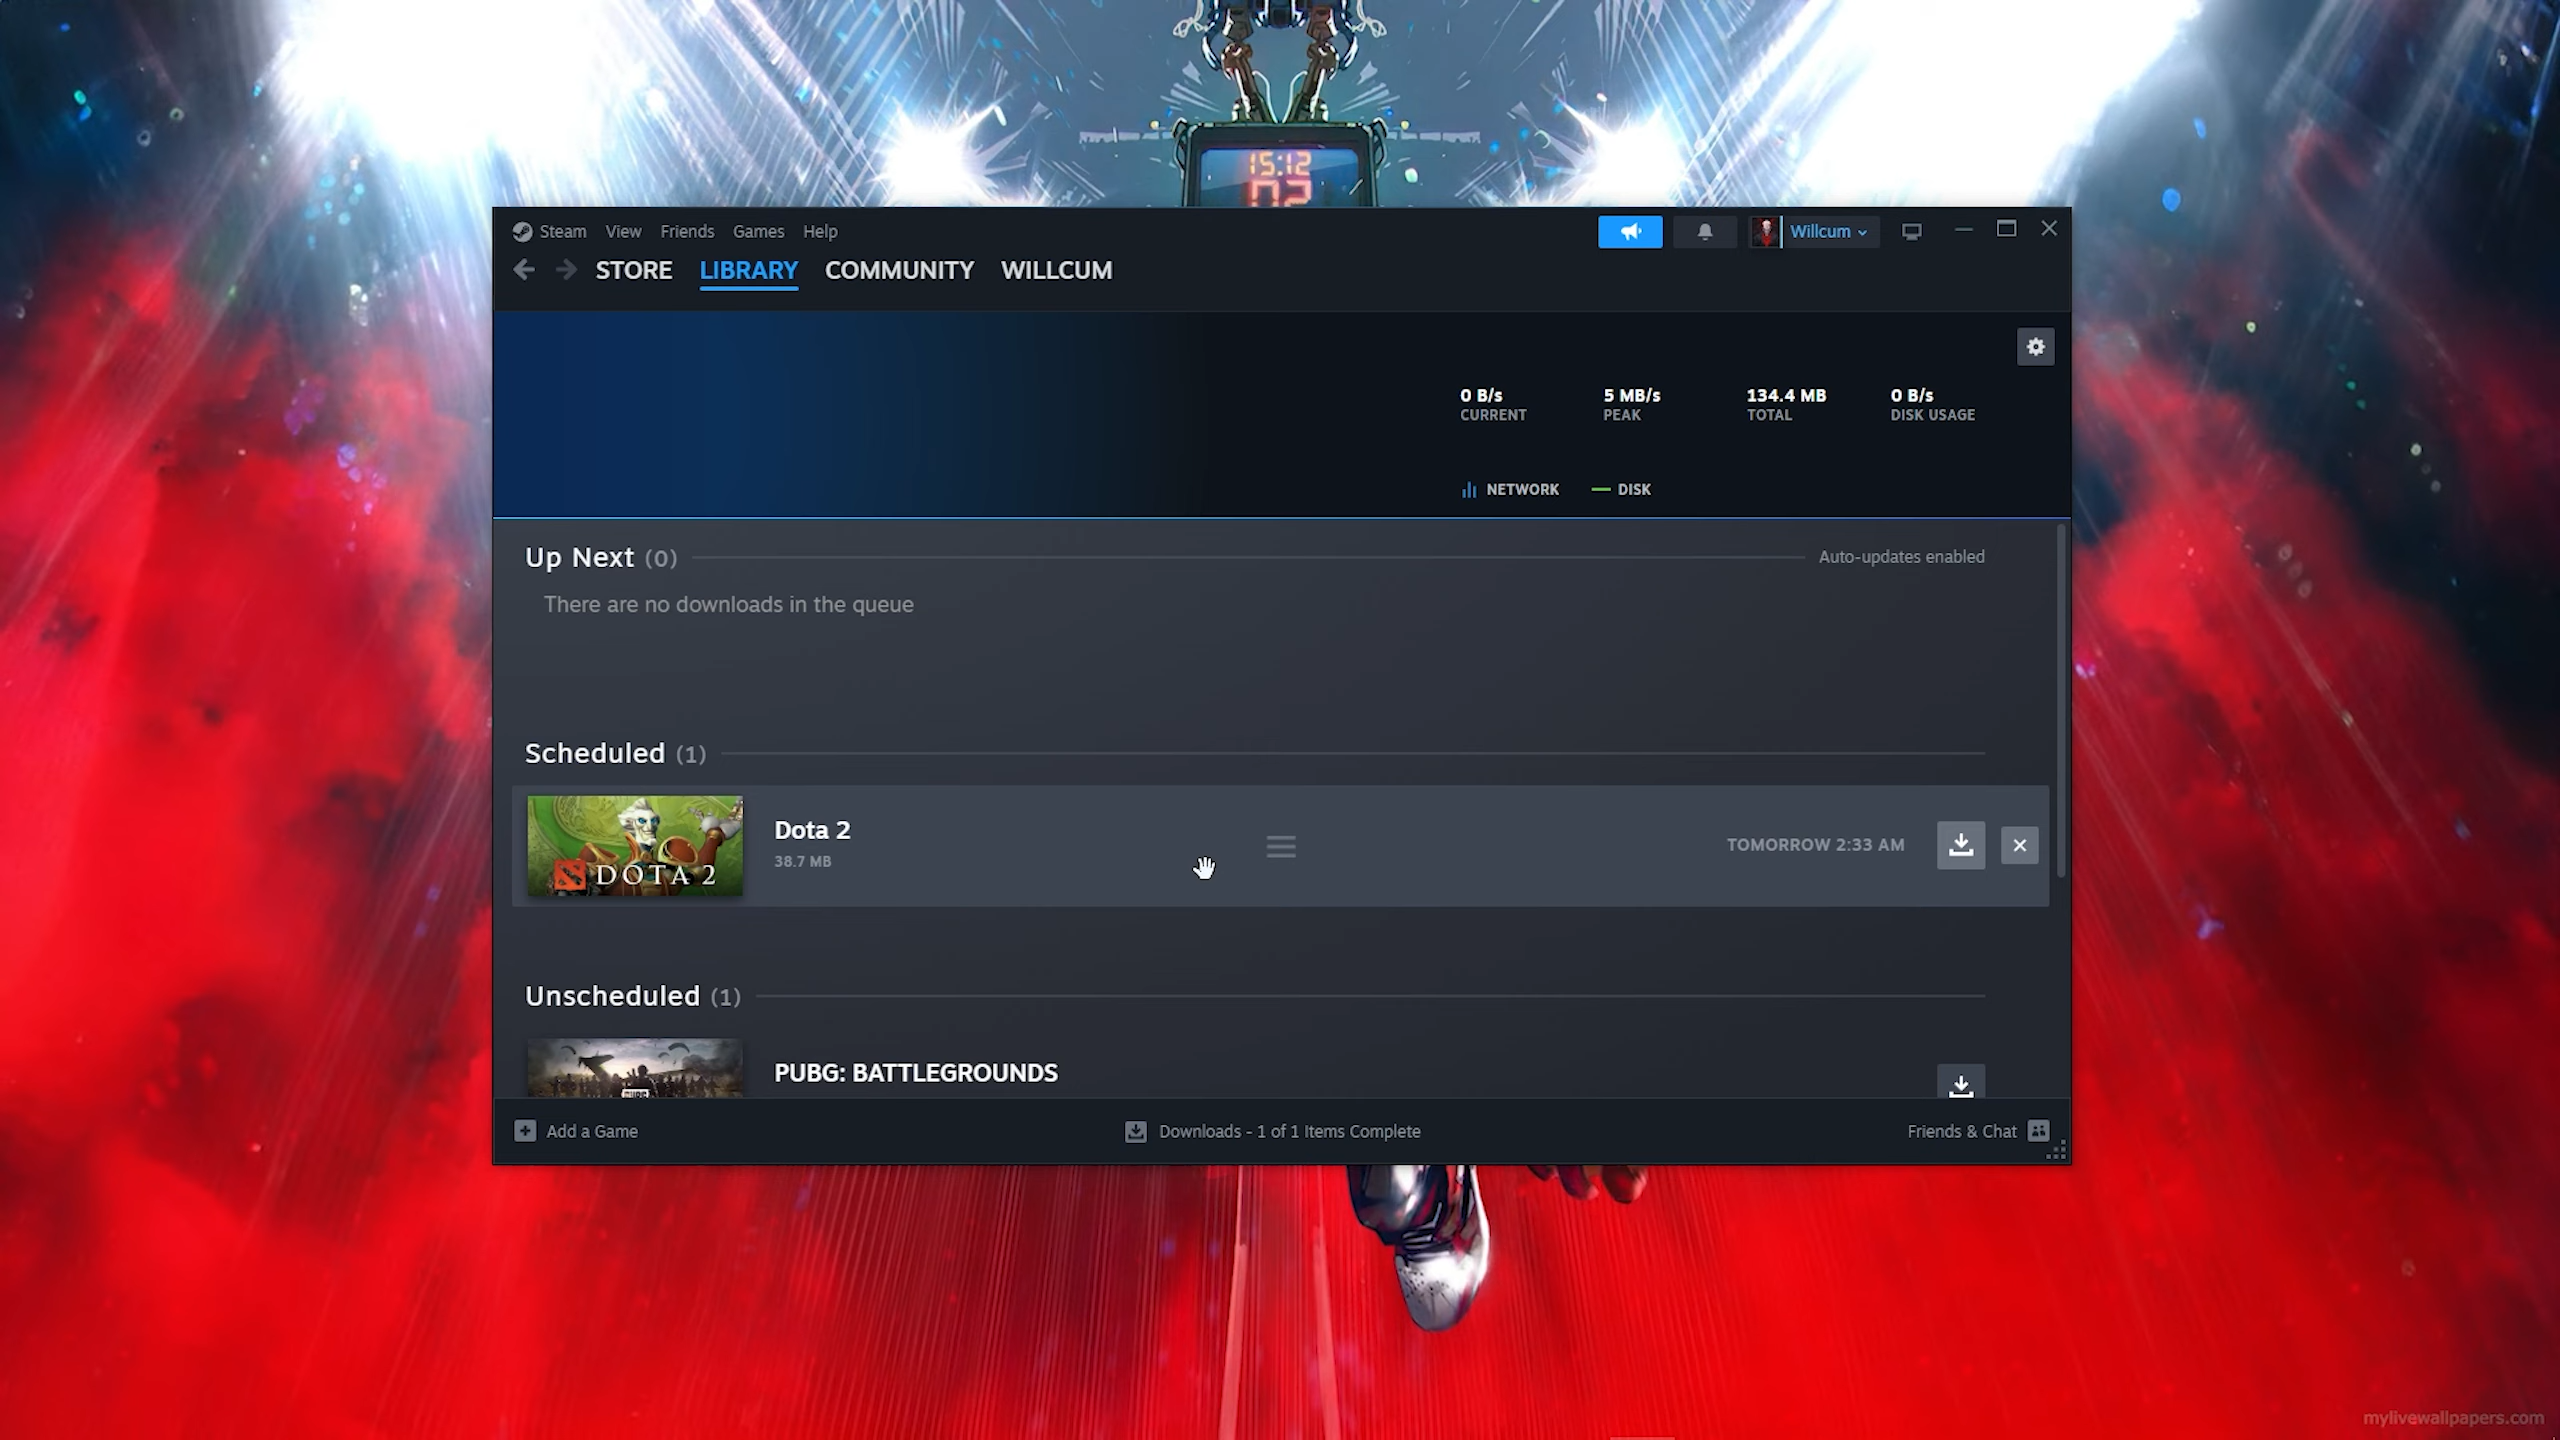 15:12
Steam View Friends Games Help
Willcum
STORE LIBRARY COMMUNITY WILLCUM
0 B/s 5 MB/s 134.4 MB 0 B/s
CURRENT PEAK TOTAL DISK USAGE
NETWORK DISK
Up Next (0) Auto-updates enabled
There are no downloads in the queue
Scheduled (1)
DOTA 2
Dota 2
38.7 MB
TOMORROW 2:33 AM
Unscheduled (1)
PUBG: BATTLEGROUNDS
Add a Game Downloads - 1 of 1 Items Complete Friends & Chat
mylivewallpapers.com